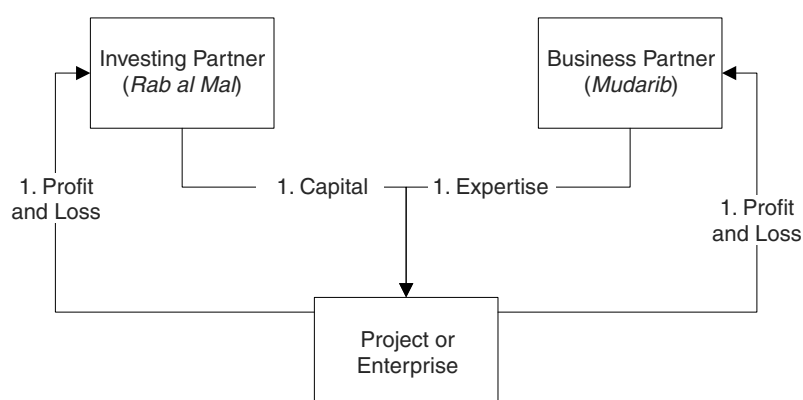 Investing Partner
(Rab al Mal)
Business Partner
(Mudarib)
1. Profit
and Loss
1. Capital
1. Expertise
1. Profit
and Loss
Project or
Enterprise